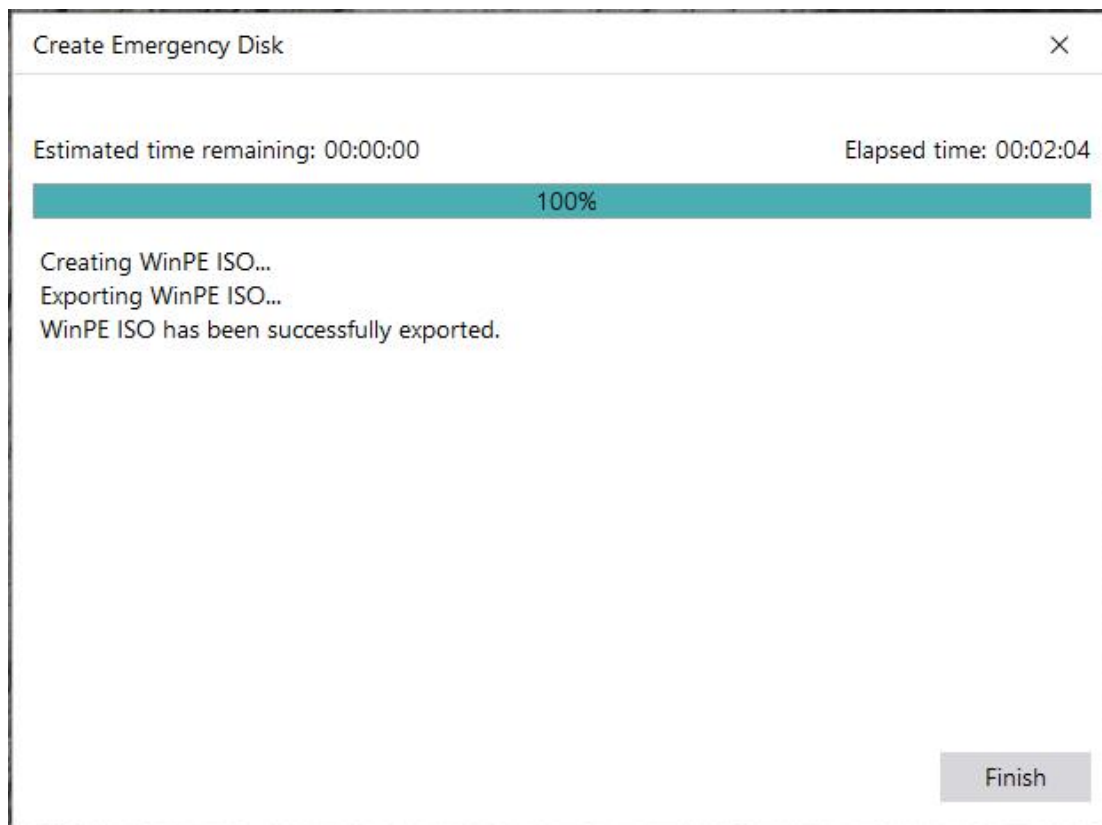 Create Emergency Disk
Estimated time remaining: 00:00:00 Elapsed time: 00:02:04
100%
Creating WinPE ISO...
Exporting WinPE ISO...
WinPE ISO has been successfully exported.
Finish